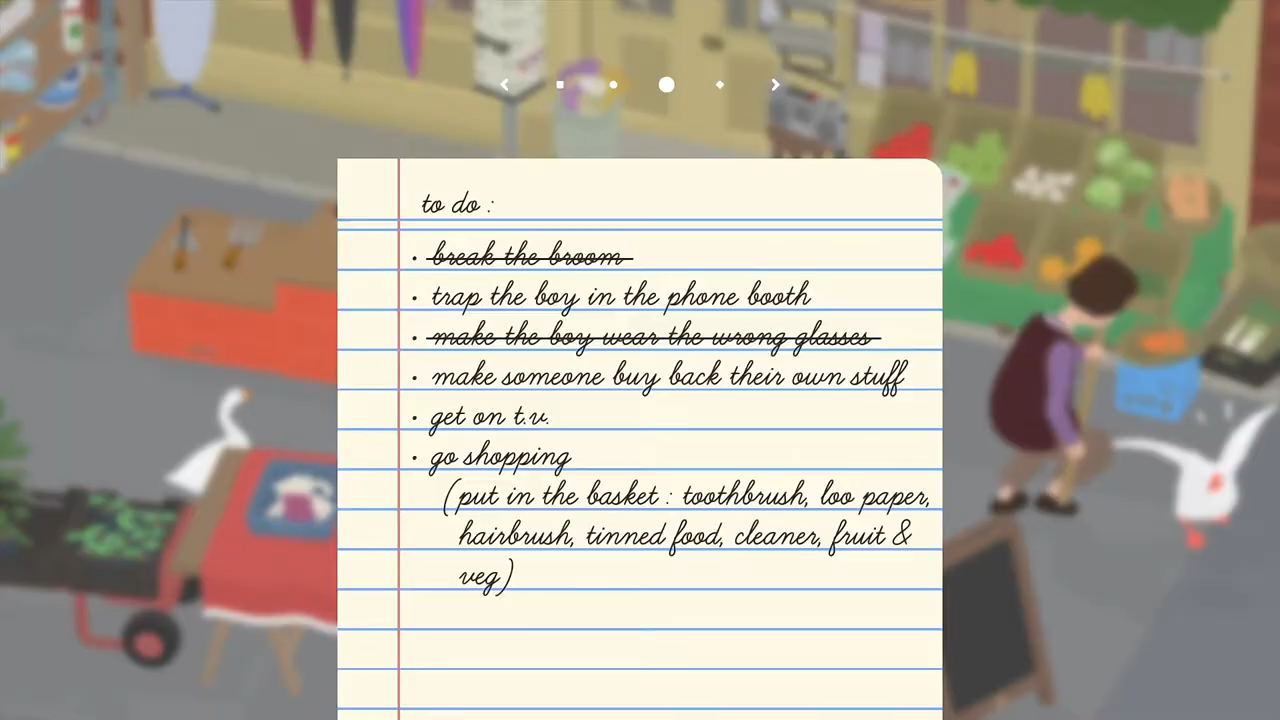 to do :
· break the broom
· trap the boy in the phone booth
· make the boy wear the wrong glasses
· make someone buy back their own stuff
· get on t.v.
· go shopping
(put in the basket : toothbrush, loo paper,
hairbrush, tinned food, cleaner, fruit &
veg)